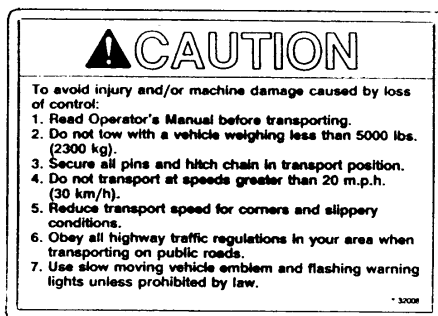 CAUTION
To avoid injury and/or machine damage caused by loss
of control:
1. Read Operator's Manual before transporting.
2. Do not tow with a vehicle weighing less than 5000 lbs.
(2300 kg).
3. Secure all pins and hitch chain in transport position.
4. Do not transport at speeds greater than 20 m.p.h.
(30 km/h).
5. Reduce transport speed for corners and slippery
conditions.
6. Obey all highway traffic regulations in your area when
transporting on public roads.
7. Use slow moving vehicle emblem and flashing warning
lights unless prohibited by law.
* 32008